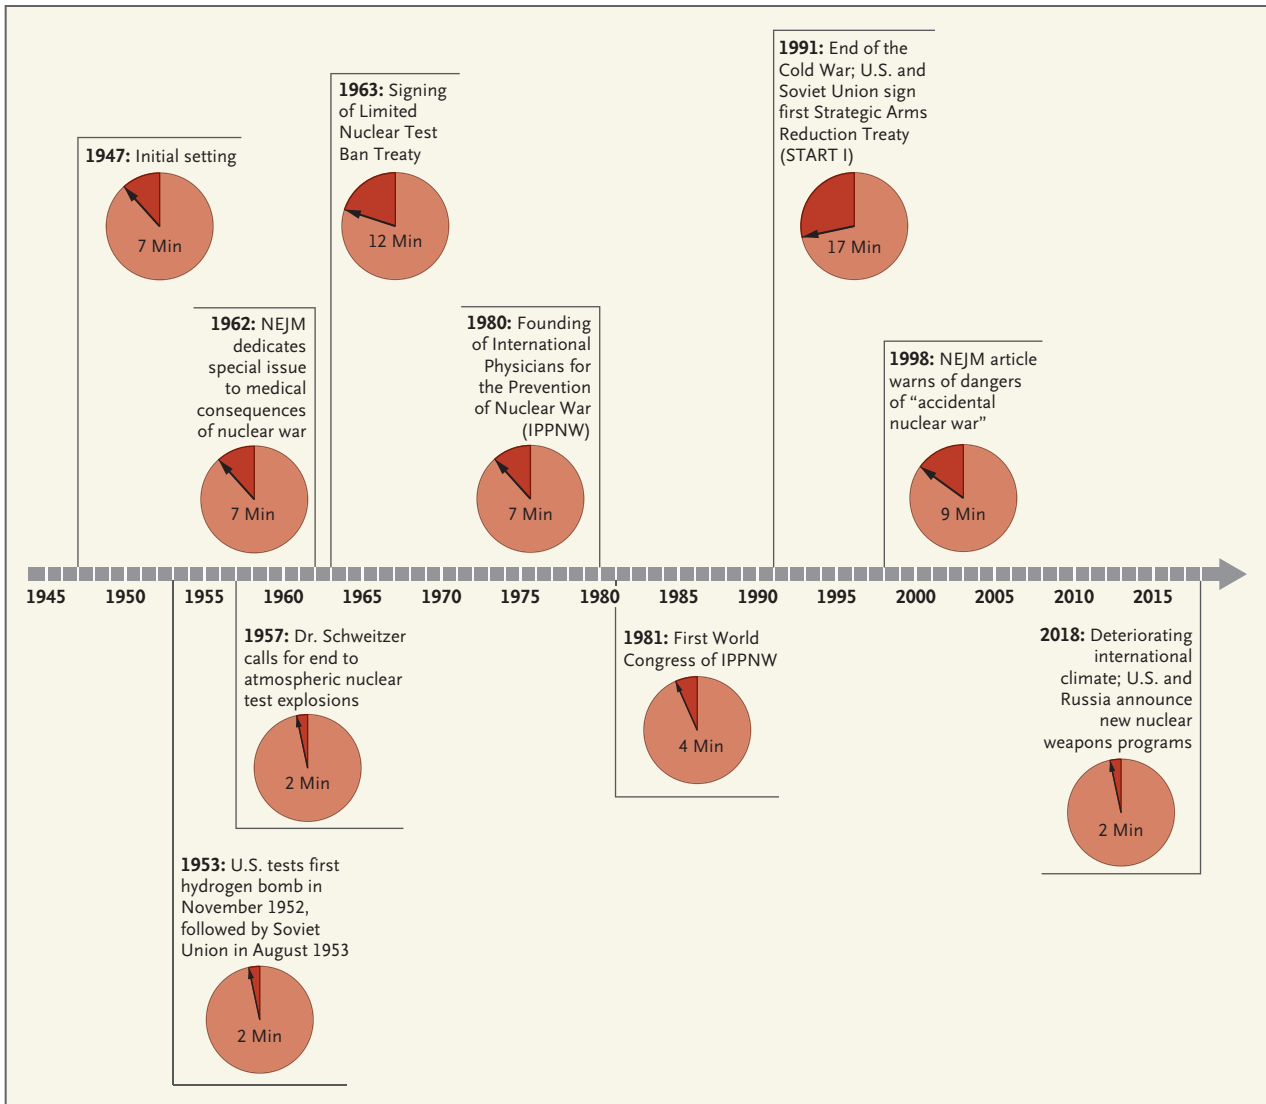 1947: Initial setting
7 Min
1962: NEJM
dedicates
special issue
to medical
consequences
of nuclear war
7 Min
1963: Signing
of Limited
Nuclear Test
Ban Treaty
12 Min
1980: Founding
of International
Physicians for
the Prevention
of Nuclear War
(IPPNW)
7 Min
1991: End of the
Cold War; U.S. and
Soviet Union sign
first Strategic Arms
Reduction Treaty
(START I)
17 Min
1998: NEJM article
warns of dangers
of “accidental
nuclear war”
9 Min
1945 1950 1955 1960 1965 1970 1975 1980 1985 1990 1995 2000 2005 2010 2015
1957: Dr. Schweitzer
calls for end to
atmospheric nuclear
test explosions
2 Min
1953: U.S. tests first
hydrogen bomb in
November 1952,
followed by Soviet
Union in August 1953
2 Min
1981: First World
Congress of IPPNW
4 Min
2018: Deteriorating
international
climate; U.S. and
Russia announce
new nuclear
weapons programs
2 Min